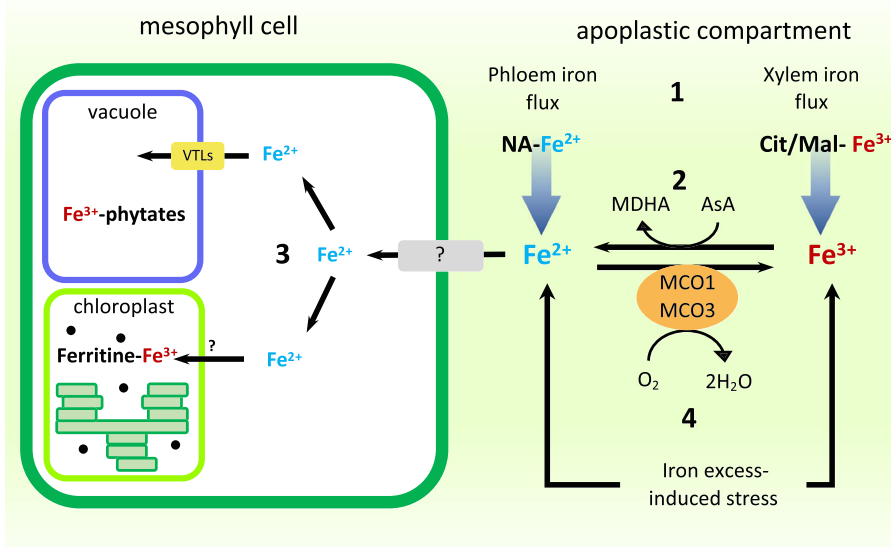 mesophyll cell
apoplastic compartment
vacuole
VTLs
Fe²⁺
Fe³⁺-phytates
3
Fe²⁺
?
chloroplast
Ferritine-Fe³⁺
?
Fe²⁺
Phloem iron
flux
1
Xylem iron
flux
NA-Fe²⁺
Cit/Mal- Fe³⁺
2
MDHA
AsA
Fe²⁺
Fe³⁺
MCO1
MCO3
O₂
2H₂O
4
Iron excess-
induced stress